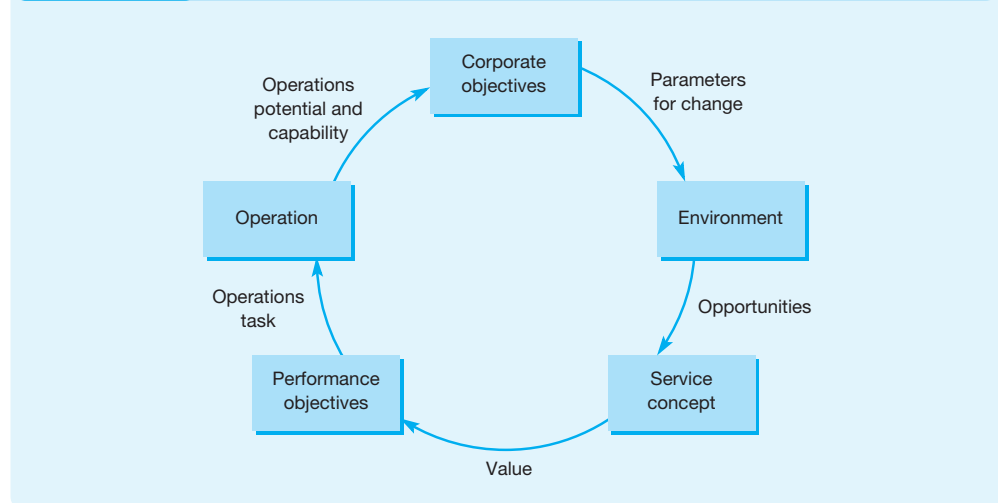 Corporate
objectives
Parameters
for change
Environment
Opportunities
Service
concept
Value
Performance
objectives
Operations
task
Operation
Operations
potential and
capability